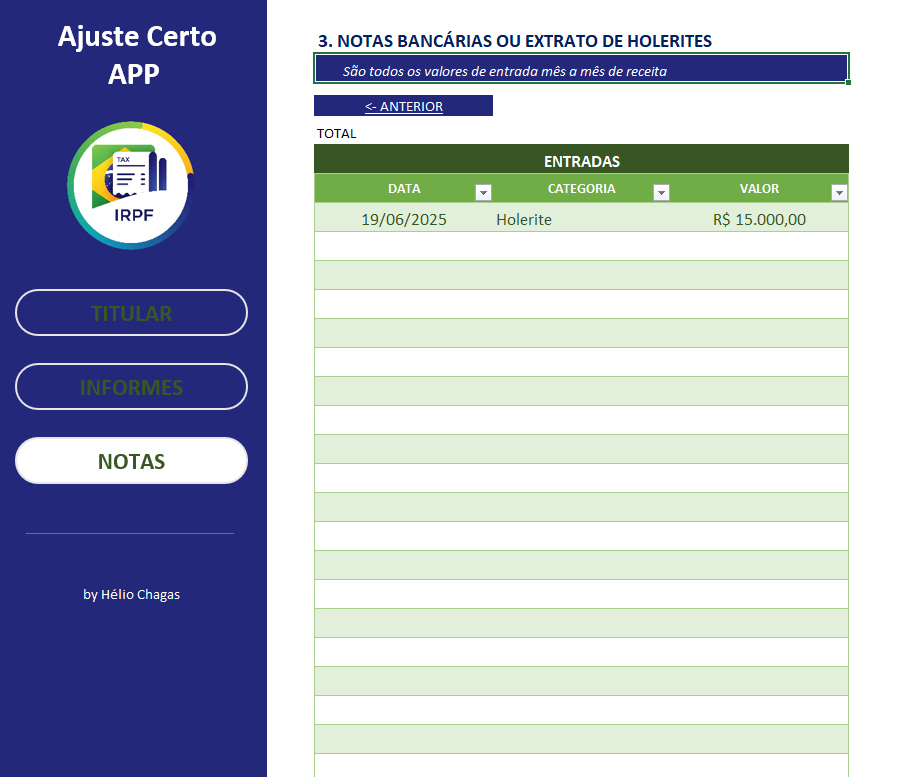 Ajuste Certo
APP
TAX
IRPF
TITULAR
INFORMES
NOTAS
by Hélio Chagas
3. NOTAS BANCÁRIAS OU EXTRATO DE HOLERITES
São todos os valores de entrada mês a mês de receita
<- ANTERIOR
TOTAL
ENTRADAS
DATA CATEGORIA VALOR
19/06/2025 Holerite R$ 15.000,00